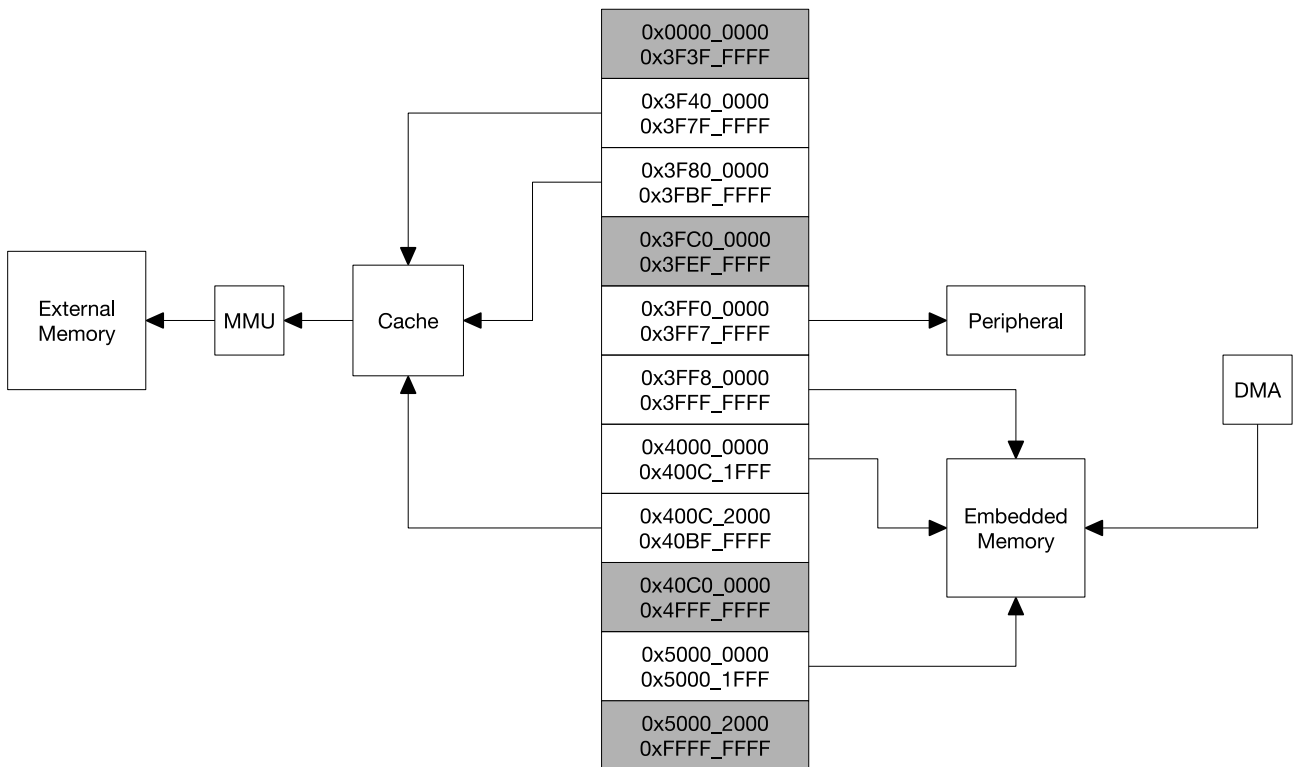 0x0000_0000
0x3F3F_FFFF
0x3F40_0000
0x3F7F_FFFF
0x3F80_0000
0x3FBF_FFFF
0x3FC0_0000
0x3FEF_FFFF
External
Memory
MMU
Cache
0x3FF0_0000
0x3FF7_FFFF
Peripheral
0x3FF8_0000
0x3FFF_FFFF
DMA
0x4000_0000
0x400C_1FFF
0x400C_2000
0x40BF_FFFF
Embedded
Memory
0x40C0_0000
0x4FFF_FFFF
0x5000_0000
0x5000_1FFF
0x5000_2000
0xFFFF_FFFF